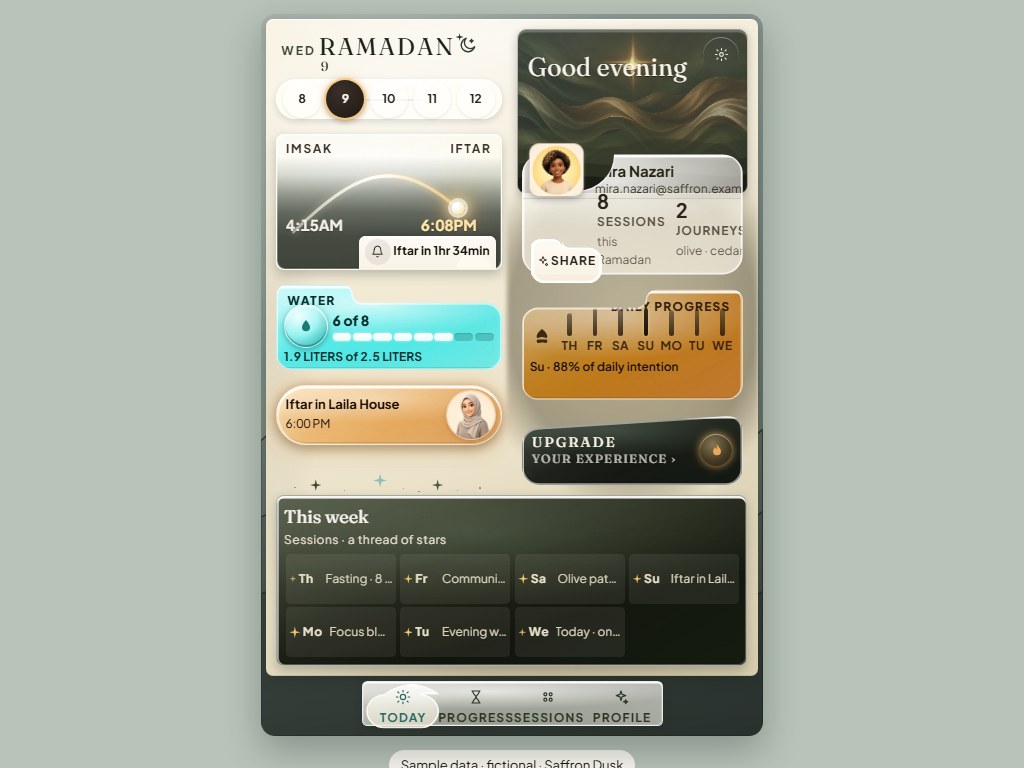 WED RAMADAN
9
8 9 10 11 12
IMSAK IFTAR
4:15AM 6:08PM
Iftar in 1hr 34min
WATER
6 of 8
1.9 LITERS of 2.5 LITERS
Iftar in Laila House
6:00 PM
Good evening
ira Nazari
mira.nazari@saffron.exam
8
SESSIONS
this
Ramadan
2
JOURNEYS
olive · cedar
SHARE
DAILY PROGRESS
TH FR SA SU MO TU WE
Su · 88% of daily intention
UPGRADE
YOUR EXPERIENCE ›
This week
Sessions · a thread of stars
Th Fasting · 8 ...
Fr Communi...
Sa Olive pat...
Su Iftar in Lail...
Mo Focus bl...
Tu Evening w...
We Today · on...
TODAY PROGRESS SESSIONS PROFILE
Sample data · fictional · Saffron Dusk